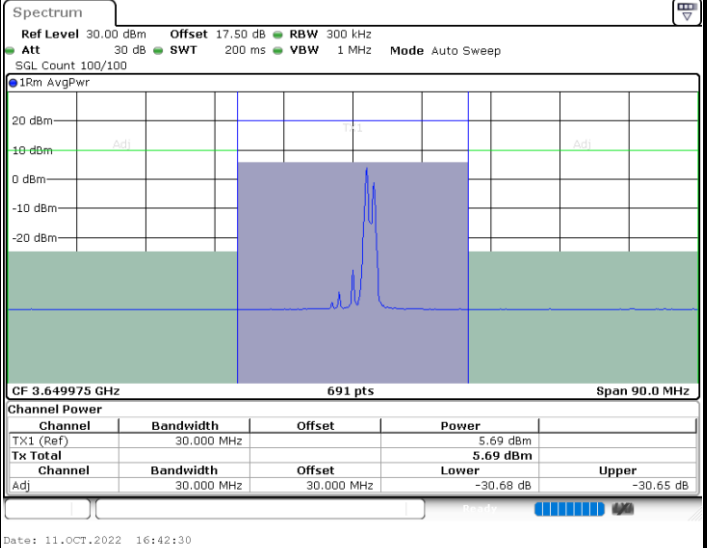 Spectrum
Ref Level 30.00 dBm Offset 17.50 dB RBW 300 kHz
Att 30 dB SWT 200 ms VBW 1 MHz Mode Auto Sweep
SGL Count 100/100
1Rm AvgPwr
20 dBm
TX1
Adj Adj
10 dBm
0 dBm
-10 dBm
-20 dBm
CF 3.649975 GHz 691 pts Span 90.0 MHz
Channel Power
Channel Bandwidth Offset Power
TX1 (Ref) 30.000 MHz 5.69 dBm
Tx Total 5.69 dBm
Channel Bandwidth Offset Lower Upper
Adj 30.000 MHz 30.000 MHz -30.68 dB -30.65 dB
Ready
Date: 11.OCT.2022 16:42:30